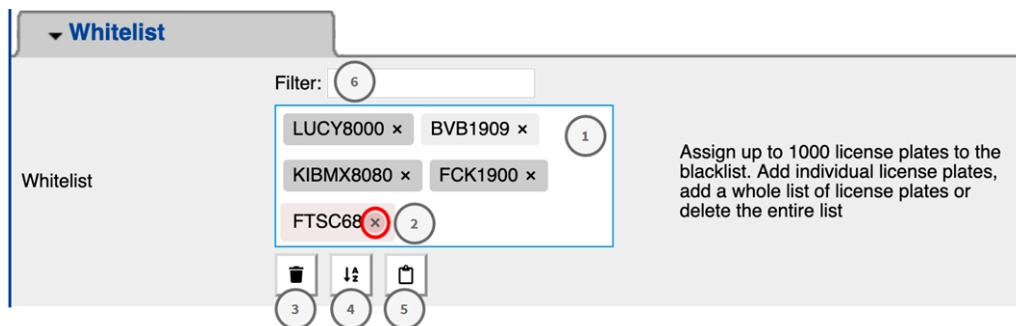 Whitelist
Filter: 6
LUCY8000 × BVB1909 × 1
KIBMX8080 × FCK1900 ×
FTSC68 × 2
Whitelist
Assign up to 1000 license plates to the
blacklist. Add individual license plates,
add a whole list of license plates or
delete the entire list
3 4 5